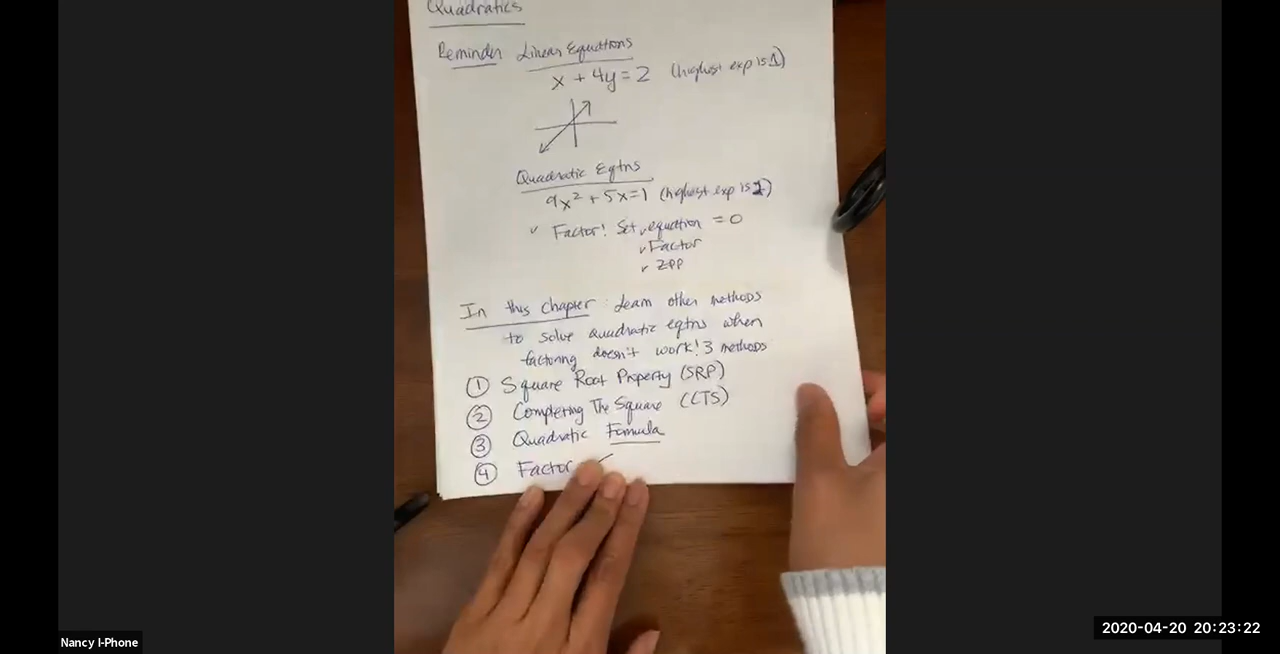 Quadratics
Reminder Linear Equations
x + 4y = 2 (highest exp is 1)
Quadratic Eqtns
9x² + 5x = 1 (highest exp is 2)
✓ Factor! Set equation = 0
✓ Factor
✓ ZPP
In this chapter: learn other methods
to solve quadratic eqtns when
factoring doesn't work! 3 methods
① Square Root Property (SRP)
② Completing The Square (CTS)
③ Quadratic Formula
④ Factor ✓
Nancy I-Phone
2020-04-20 20:23:22